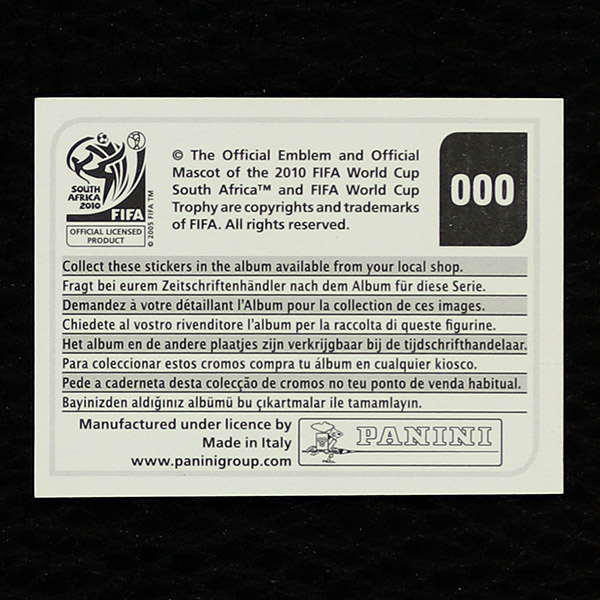 © The Official Emblem and Official
Mascot of the 2010 FIFA World Cup
South Africa™ and FIFA World Cup
Trophy are copyrights and trademarks
of FIFA. All rights reserved.
000
SOUTH
AFRICA
2010
FIFA
© 2005 FIFA TM
OFFICIAL LICENSED
PRODUCT
Collect these stickers in the album available from your local shop.
Fragt bei eurem Zeitschriftenhändler nach dem Album für diese Serie.
Demandez à votre détaillant l'Album pour la collection de ces images.
Chiedete al vostro rivenditore l'album per la raccolta di queste figurine.
Het album en de andere plaatjes zijn verkrijgbaar bij de tijdschrifthandelaar.
Para coleccionar estos cromos compra tu álbum en cualquier kiosco.
Pede a caderneta desta colecção de cromos no teu ponto de venda habitual.
Bayinizden aldığınız albümü bu çıkartmalar ile tamamlayın.
Manufactured under licence by
Made in Italy
www.paninigroup.com
PANINI